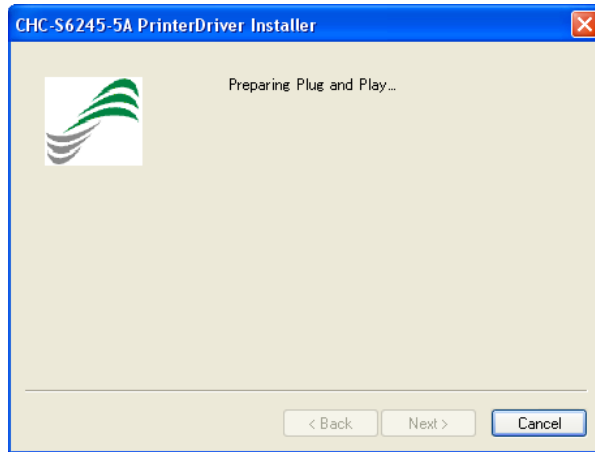 CHC-S6245-5A PrinterDriver Installer
Preparing Plug and Play...
< Back
Next >
Cancel